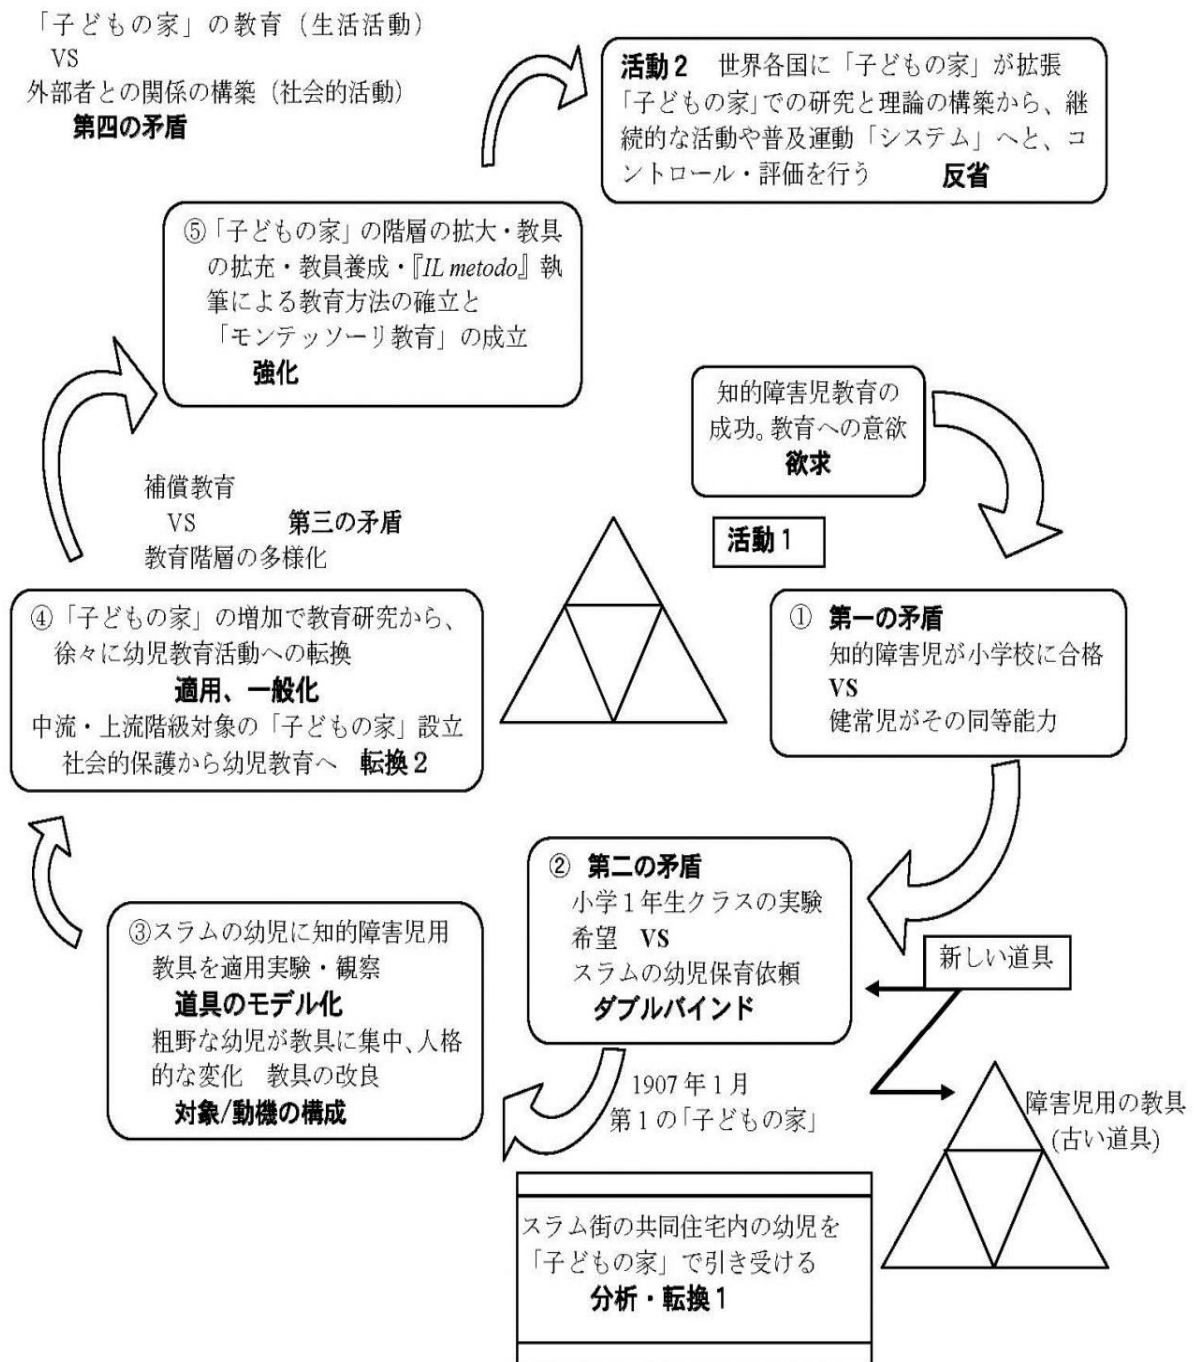 「子どもの家」の教育（生活活動）
VS
外部者との関係の構築（社会的活動）
第四の矛盾
活動2　世界各国に「子どもの家」が拡張
「子どもの家」での研究と理論の構築から、継
続的な活動や普及運動「システム」へと、コ
ントロール・評価を行う　反省
⑤「子どもの家」の階層の拡大・教具
の拡充・教員養成・『IL metodo』執
筆による教育方法の確立と
「モンテッソーリ教育」の成立
強化
知的障害児教育の
成功。教育への意欲
欲求
活動1
補償教育
VS　第三の矛盾
教育階層の多様化
① 第一の矛盾
知的障害児が小学校に合格
VS
健常児がその同等能力
④「子どもの家」の増加で教育研究から、
徐々に幼児教育活動への転換
適用、一般化
中流・上流階級対象の「子どもの家」設立
社会的保護から幼児教育へ　転換2
② 第二の矛盾
小学1年生クラスの実験
希望　VS
スラムの幼児保育依頼
ダブルバインド
③スラムの幼児に知的障害児用
教具を適用実験・観察
道具のモデル化
粗野な幼児が教具に集中、人格
的な変化　教具の改良
対象/動機の構成
新しい道具
1907年1月
第1の「子どもの家」
障害児用の教具
(古い道具)
スラム街の共同住宅内の幼児を
「子どもの家」で引き受ける
分析・転換1